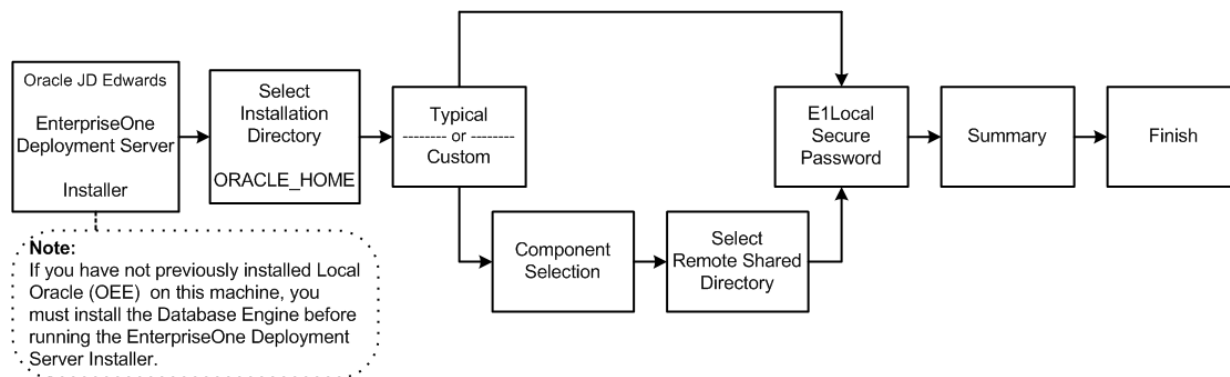 Oracle JD Edwards
EnterpriseOne
Deployment Server
Installer
Select
Installation
Directory
ORACLE_HOME
Typical
-------- or --------
Custom
Component
Selection
Select
Remote Shared
Directory
E1Local
Secure
Password
Summary
Finish
Note:
If you have not previously installed Local
Oracle (OEE) on this machine, you
must install the Database Engine before
running the EnterpriseOne Deployment
Server Installer.